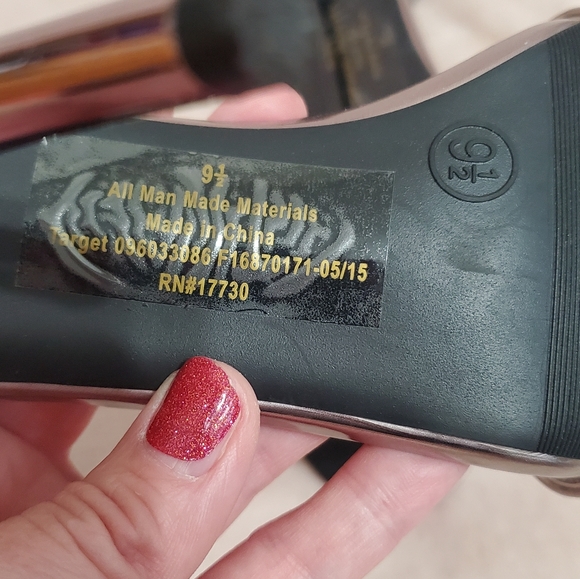 9½
All Man Made Materials
Made in China
Target 096033086 F16870171-05/15
RN#17730
9½